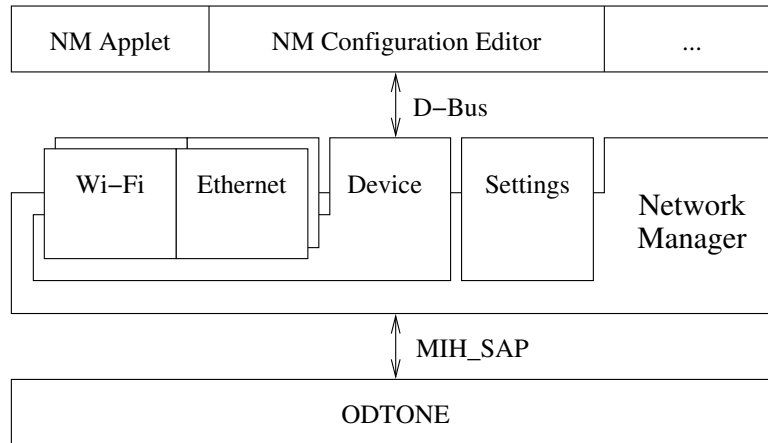 NM Applet
NM Configuration Editor
...
D−Bus
Wi−Fi
Ethernet
Device
Settings
Network
Manager
MIH_SAP
ODTONE